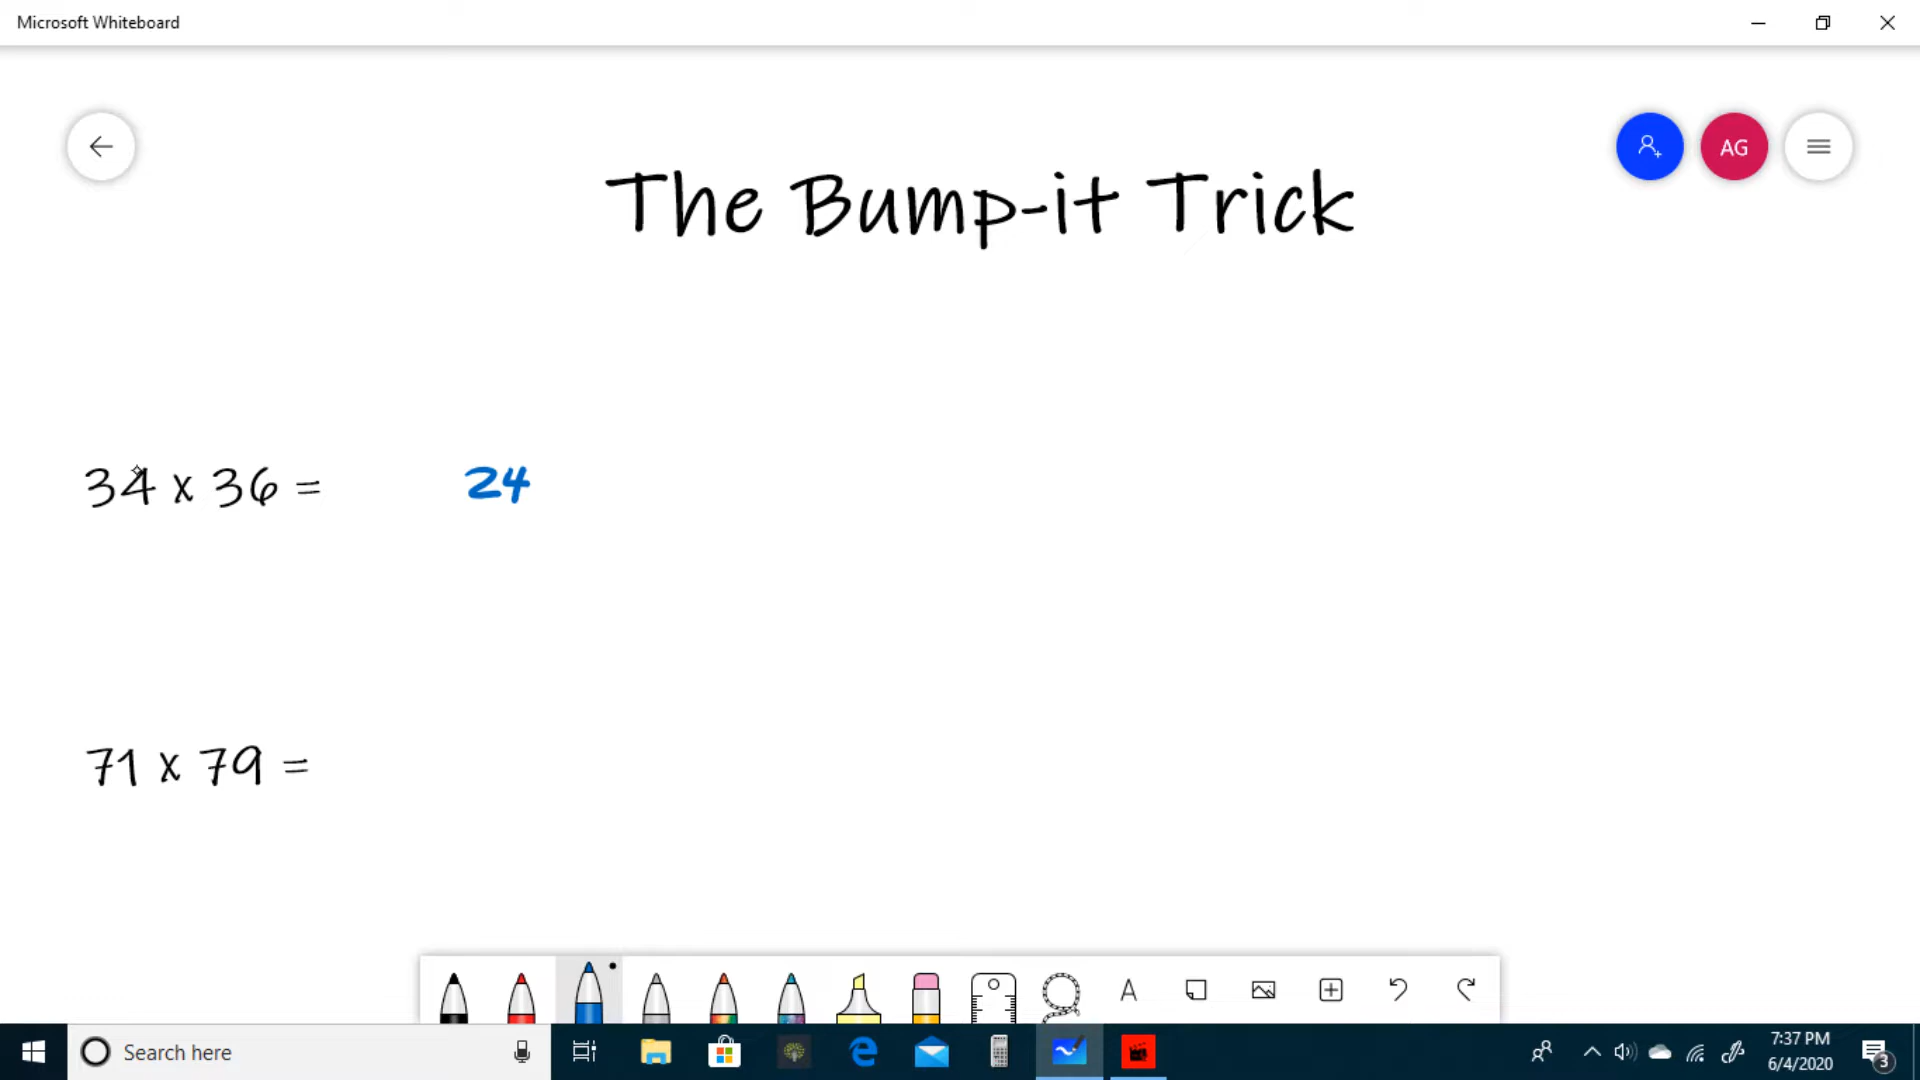 Microsoft Whiteboard
AG
The Bump-it Trick
34 x 36 = 24
71 x 79 =
A
Search here
7:37 PM
6/4/2020
3